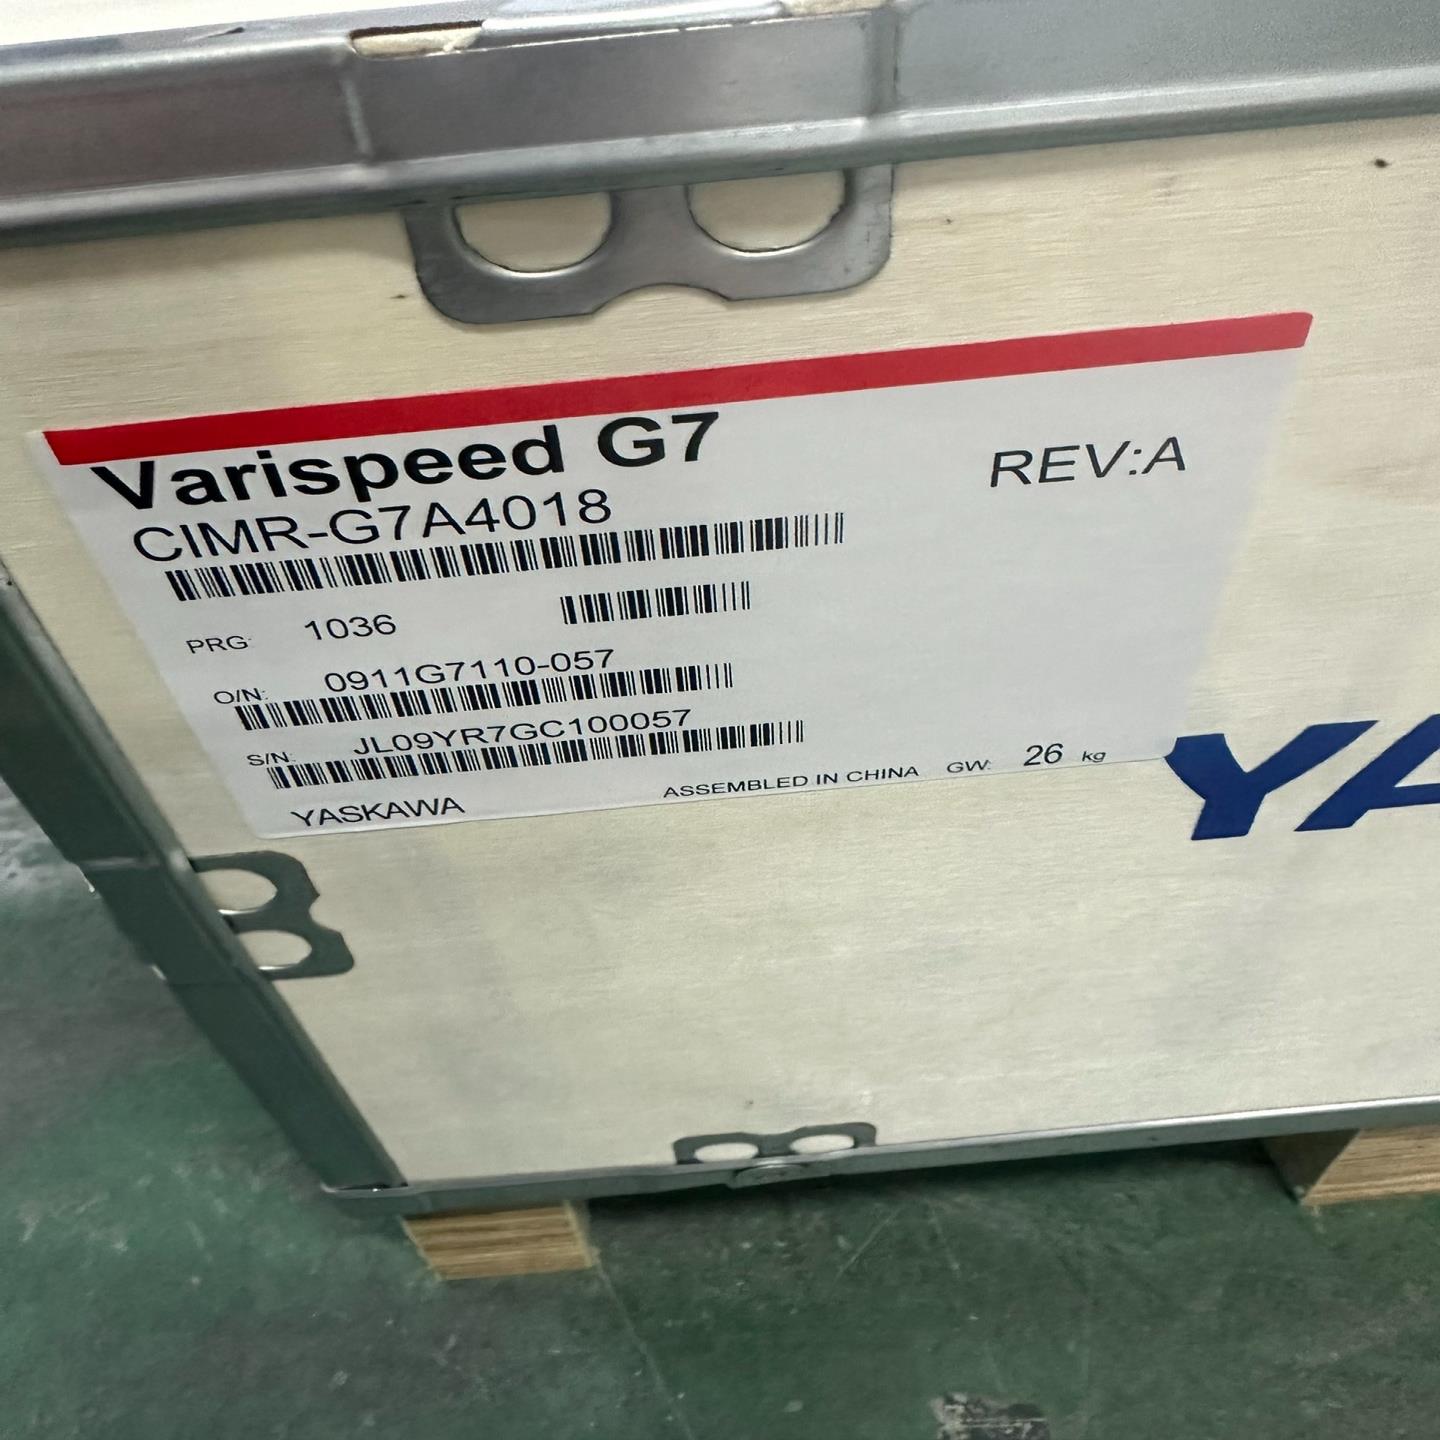 Varispeed G7
REV:A
CIMR-G7A4018
PRG: 1036
O/N: 0911G7110-057
S/N: JL09YR7GC100057
YASKAWA ASSEMBLED IN CHINA GW: 26 kg
YA